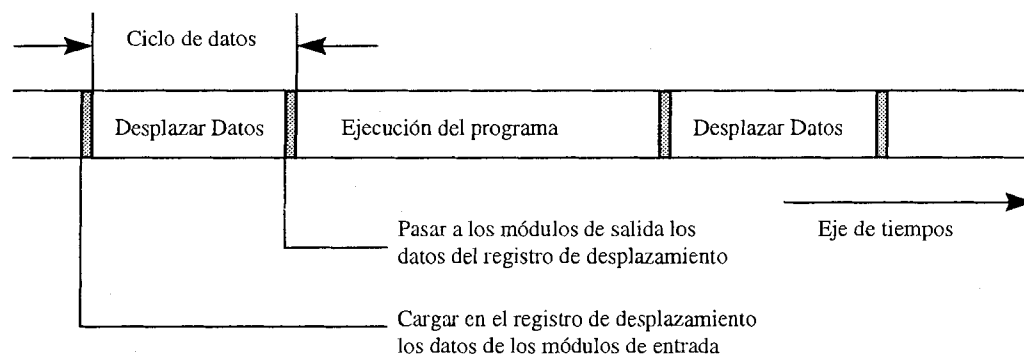 Ciclo de datos
Desplazar Datos
Ejecución del programa
Desplazar Datos
Pasar a los módulos de salida los
datos del registro de desplazamiento
Eje de tiempos
Cargar en el registro de desplazamiento
los datos de los módulos de entrada